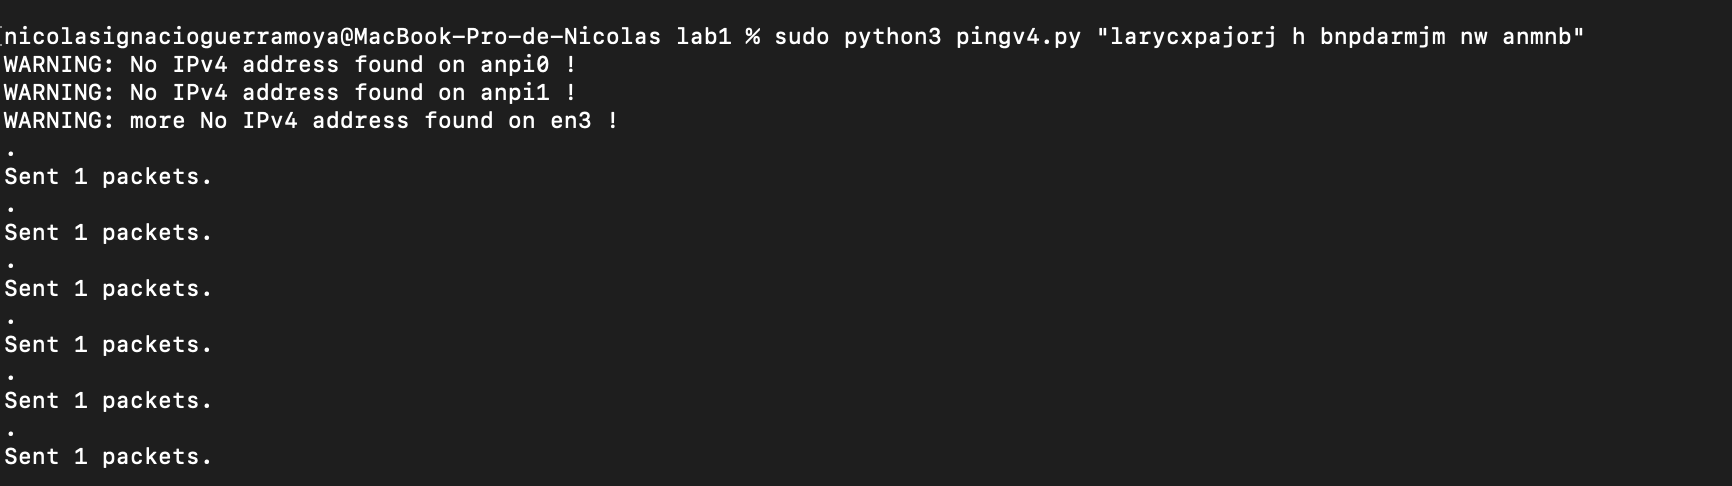 [nicolasignacioguerramoya@MacBook-Pro-de-Nicolas lab1 % sudo python3 pingv4.py "larycxpajorj h bnpdarmjm nw anmnb"
WARNING: No IPv4 address found on anpi0 !
WARNING: No IPv4 address found on anpi1 !
WARNING: more No IPv4 address found on en3 !
.
Sent 1 packets.
.
Sent 1 packets.
.
Sent 1 packets.
.
Sent 1 packets.
.
Sent 1 packets.
.
Sent 1 packets.